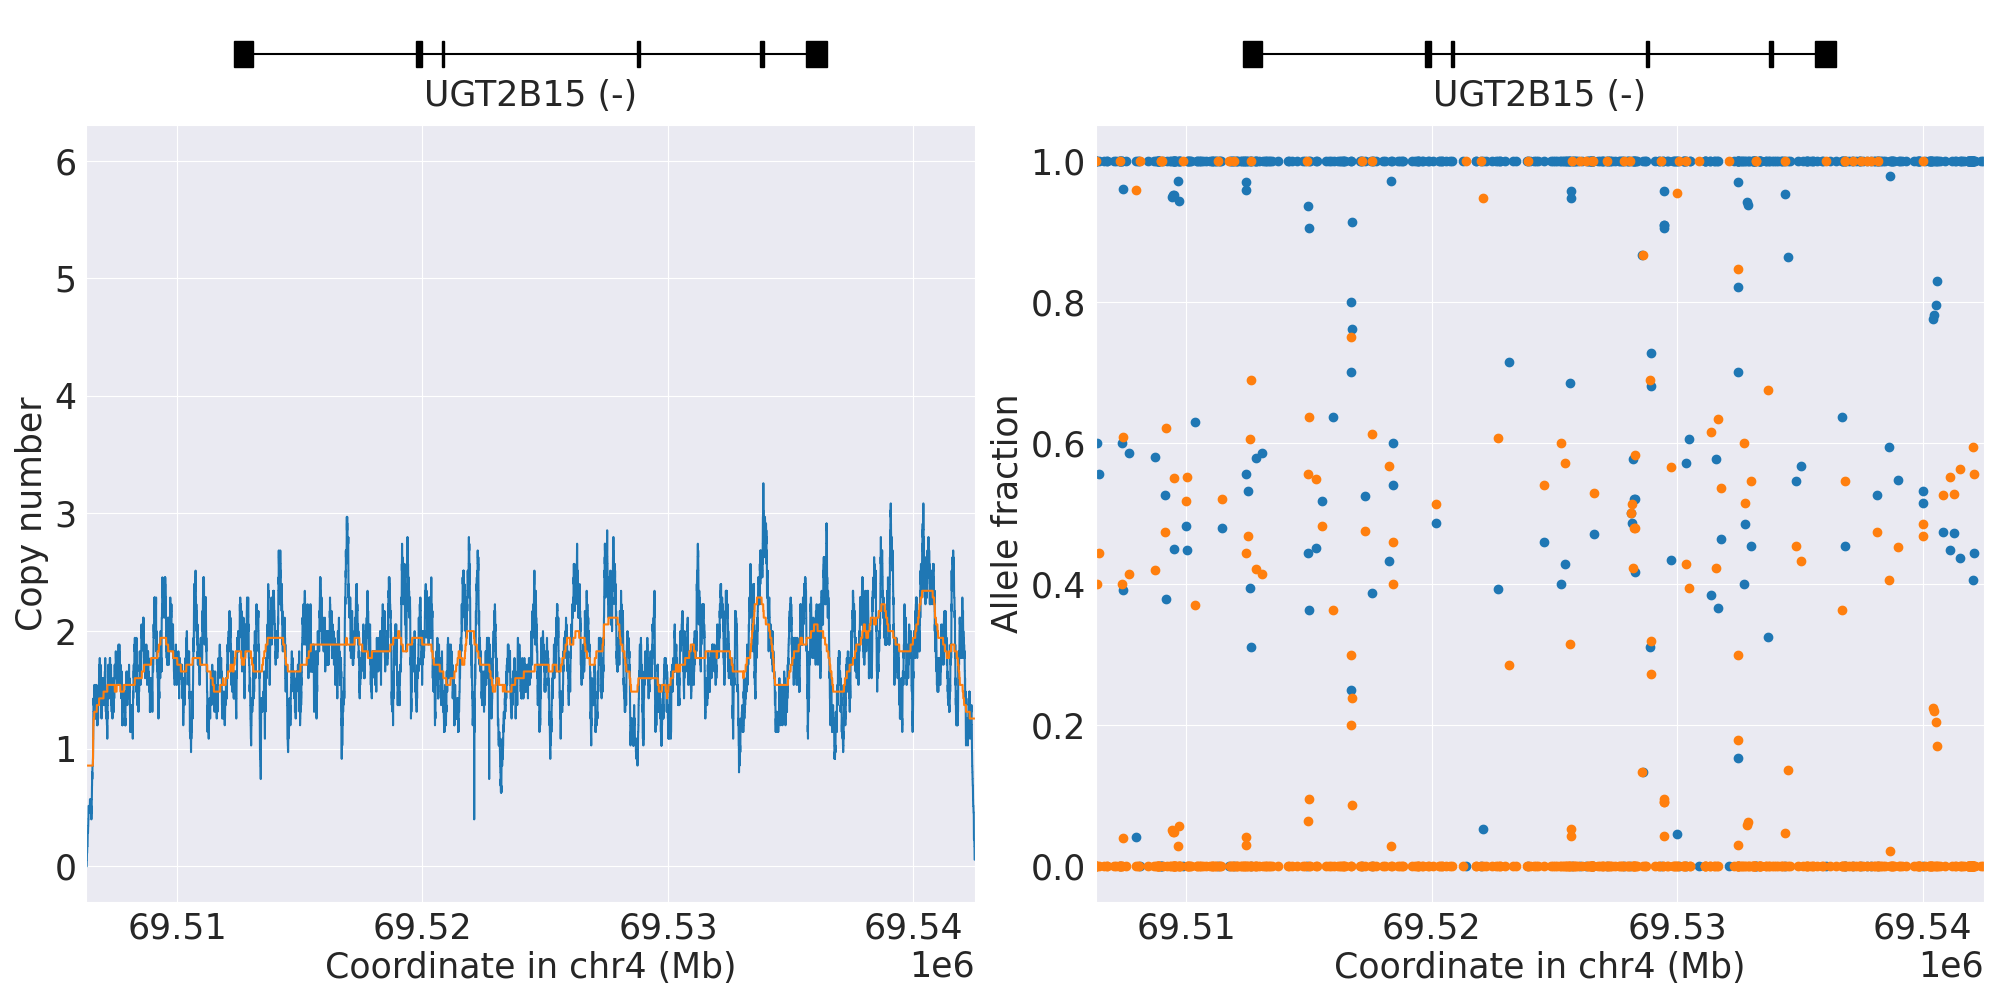 UGT2B15 (-)
6
5
4
3
2
1
0
Copy number
69.51 69.52 69.53 69.54
Coordinate in chr4 (Mb) 1e6
UGT2B15 (-)
1.0
0.8
0.6
0.4
0.2
0.0
Allele fraction
69.51 69.52 69.53 69.54
Coordinate in chr4 (Mb) 1e6